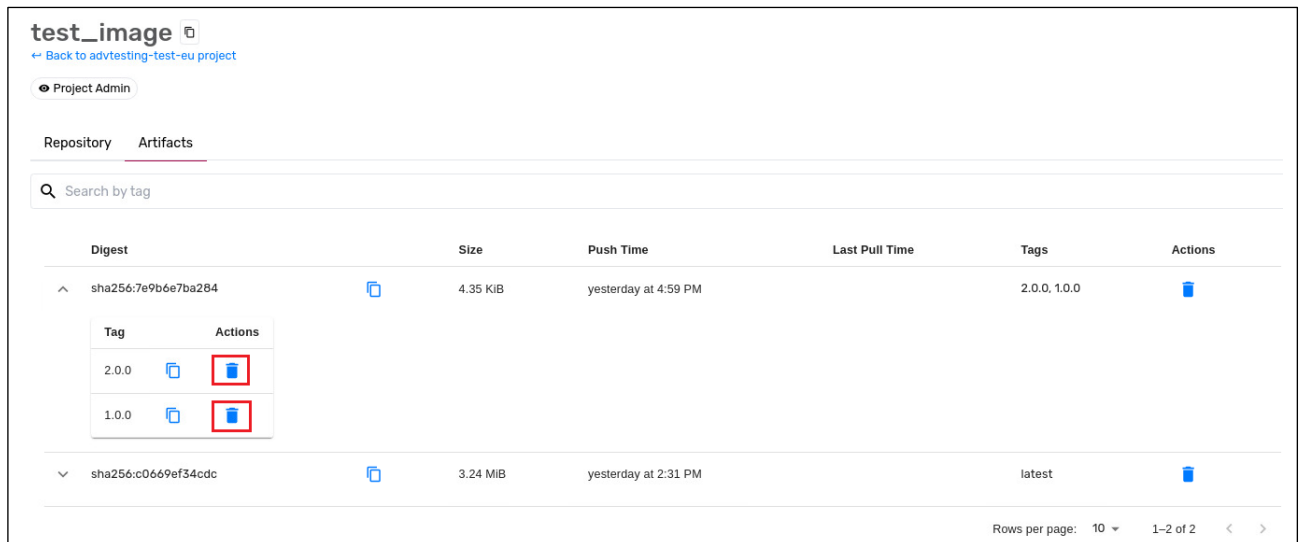 test_image
↩ Back to advtesting-test-eu project
Project Admin
Repository Artifacts
Search by tag
Digest Size Push Time Last Pull Time Tags Actions
sha256:7e9b6e7ba284 4.35 KiB yesterday at 4:59 PM 2.0.0, 1.0.0
Tag Actions
2.0.0
1.0.0
sha256:c0669ef34cdc 3.24 MiB yesterday at 2:31 PM latest
Rows per page: 10 1–2 of 2